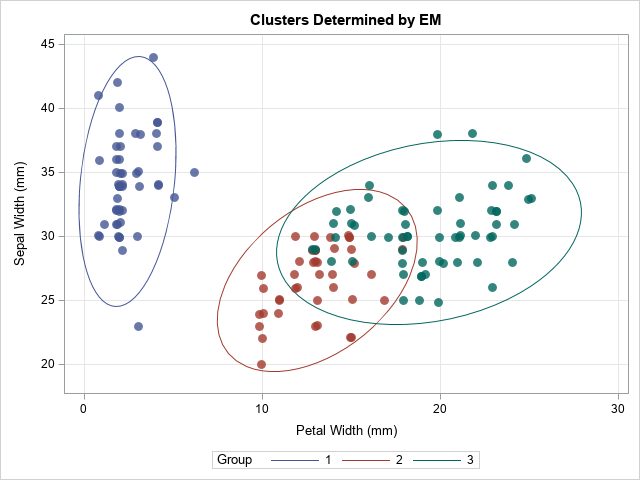 Clusters Determined by EM
45
40
35
30
25
20
Sepal Width (mm)
0 10 20 30
Petal Width (mm)
Group 1 2 3